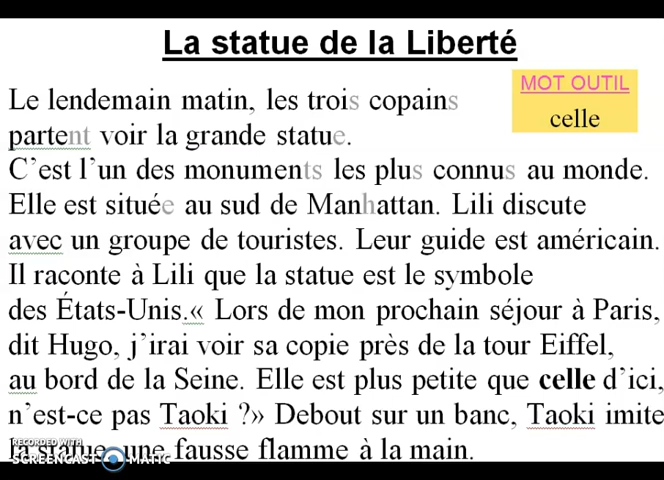 La statue de la Liberté
MOT OUTIL
celle
Le lendemain matin, les trois copains
partent voir la grande statue.
C'est l'un des monuments les plus connus au monde.
Elle est située au sud de Manhattan. Lili discute
avec un groupe de touristes. Leur guide est américain.
Il raconte à Lili que la statue est le symbole
des États-Unis.« Lors de mon prochain séjour à Paris,
dit Hugo, j'irai voir sa copie près de la tour Eiffel,
au bord de la Seine. Elle est plus petite que celle d'ici,
n'est-ce pas Taoki ?» Debout sur un banc, Taoki imite
la statue, une fausse flamme à la main.
RECORDED WITH
SCREENCAST MATIC